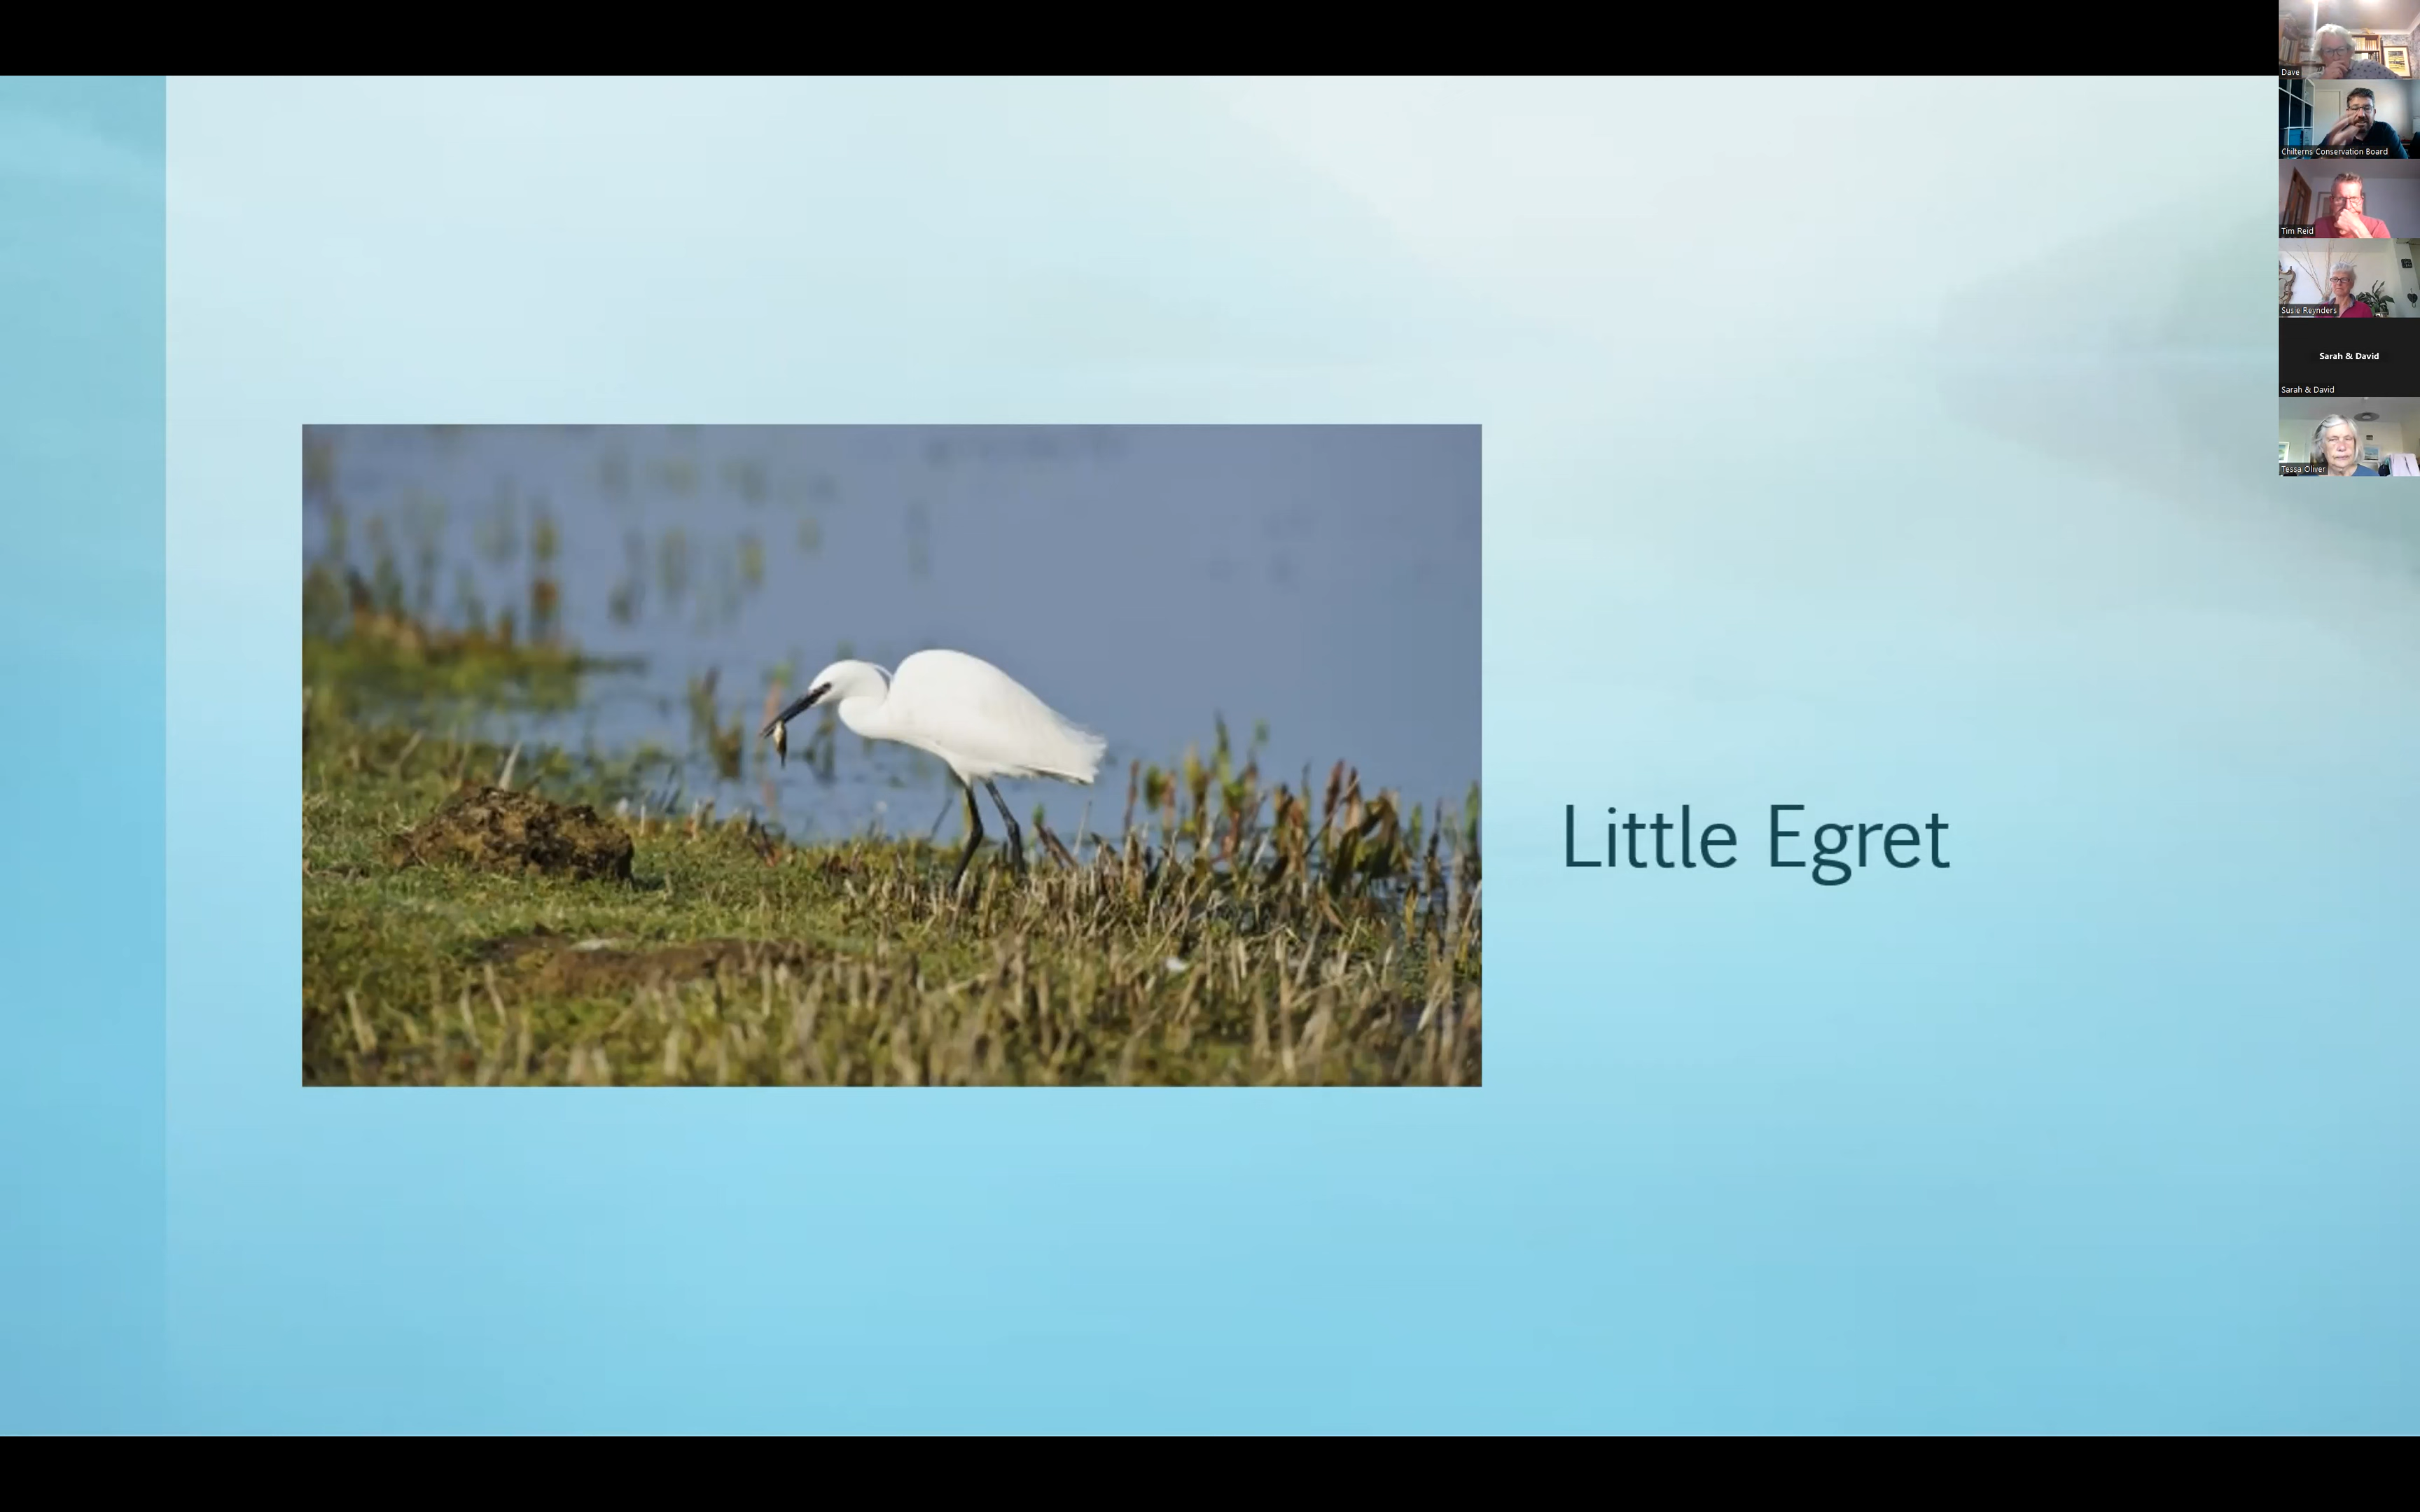 Little Egret
Dave
Chilterns Conservation Board
Tim Reid
Susie Reynders
Sarah & David
Sarah & David
Tessa Oliver